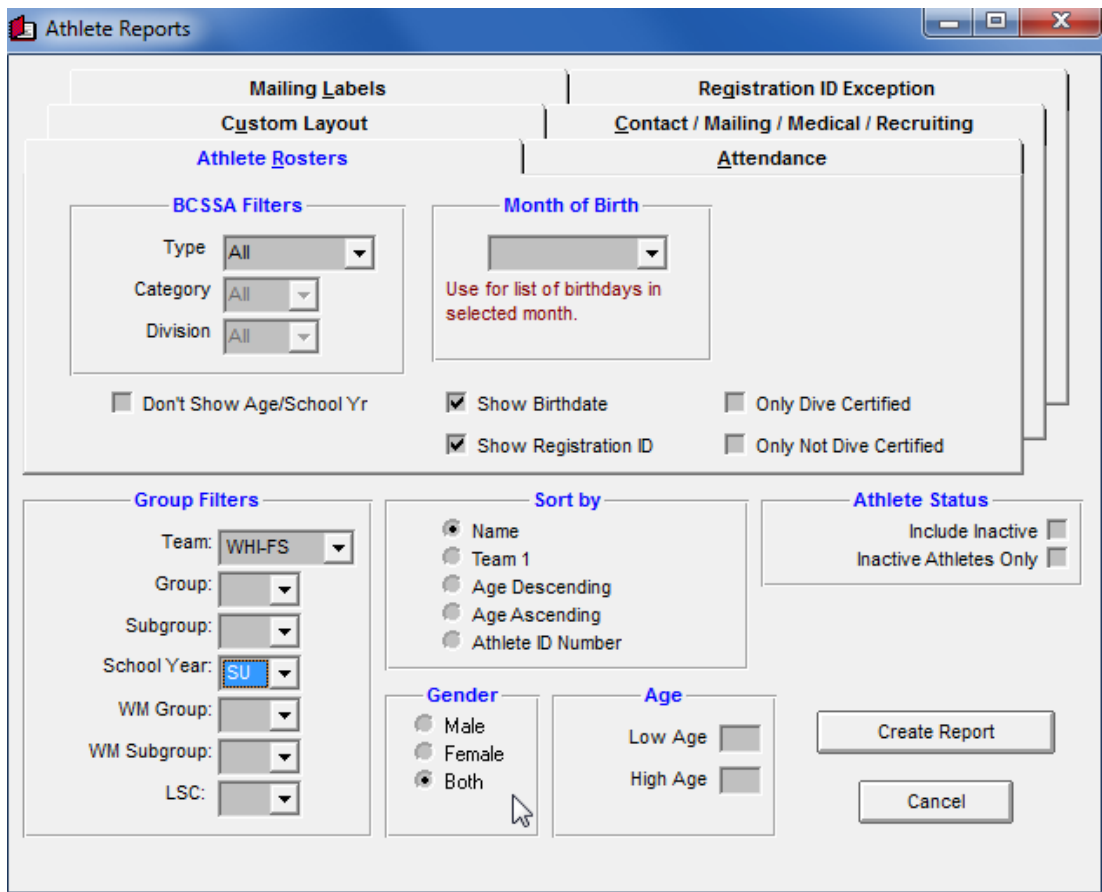 Athlete Reports
Mailing Labels
Registration ID Exception
Custom Layout
Contact / Mailing / Medical / Recruiting
Athlete Rosters
Attendance
BCSSA Filters
Type All
Category All
Division All
Month of Birth
Use for list of birthdays in
selected month.
Don't Show Age/School Yr
Show Birthdate
Only Dive Certified
Show Registration ID
Only Not Dive Certified
Group Filters
Team: WHI-FS
Group:
Subgroup:
School Year: SU
WM Group:
WM Subgroup:
LSC:
Sort by
Name
Team 1
Age Descending
Age Ascending
Athlete ID Number
Athlete Status
Include Inactive
Inactive Athletes Only
Gender
Male
Female
Both
Age
Low Age
High Age
Create Report
Cancel